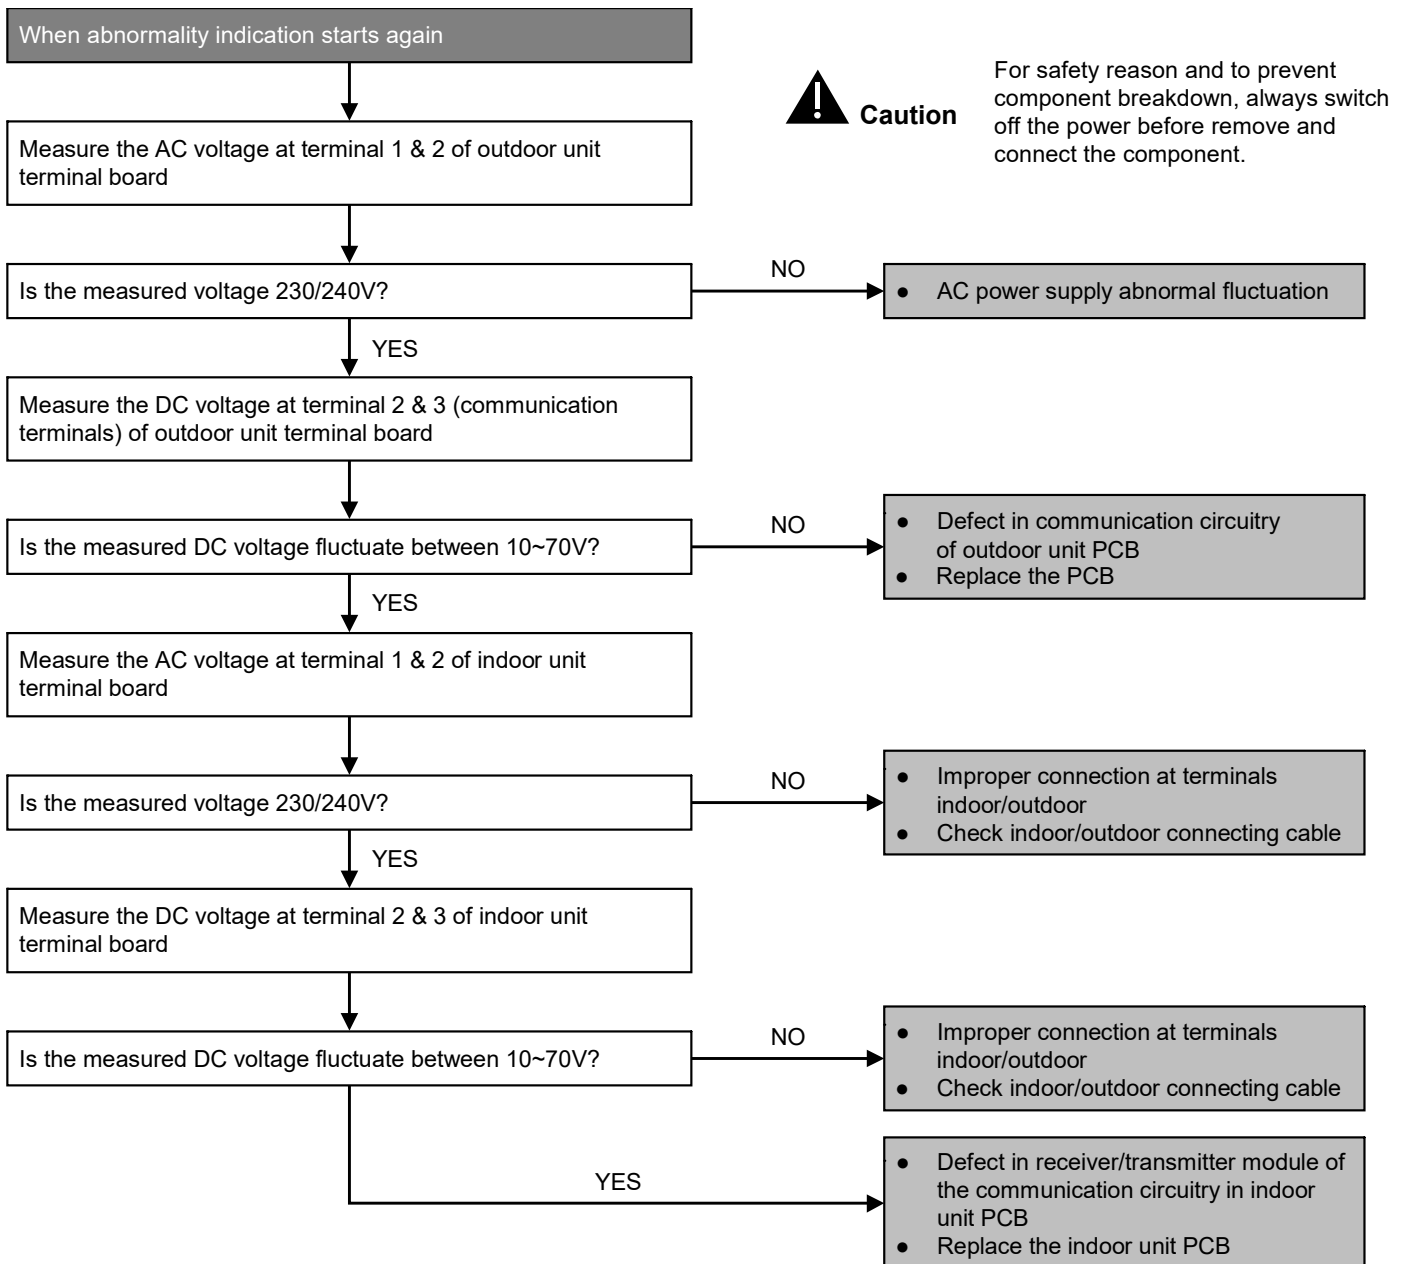 When abnormality indication starts again
Caution
For safety reason and to prevent
component breakdown, always switch
off the power before remove and
connect the component.
Measure the AC voltage at terminal 1 & 2 of outdoor unit
terminal board
Is the measured voltage 230/240V?
NO
● AC power supply abnormal fluctuation
YES
Measure the DC voltage at terminal 2 & 3 (communication
terminals) of outdoor unit terminal board
Is the measured DC voltage fluctuate between 10~70V?
NO
● Defect in communication circuitry
of outdoor unit PCB
● Replace the PCB
YES
Measure the AC voltage at terminal 1 & 2 of indoor unit
terminal board
Is the measured voltage 230/240V?
NO
● Improper connection at terminals
indoor/outdoor
● Check indoor/outdoor connecting cable
YES
Measure the DC voltage at terminal 2 & 3 of indoor unit
terminal board
Is the measured DC voltage fluctuate between 10~70V?
NO
● Improper connection at terminals
indoor/outdoor
● Check indoor/outdoor connecting cable
YES
● Defect in receiver/transmitter module of
the communication circuitry in indoor
unit PCB
● Replace the indoor unit PCB